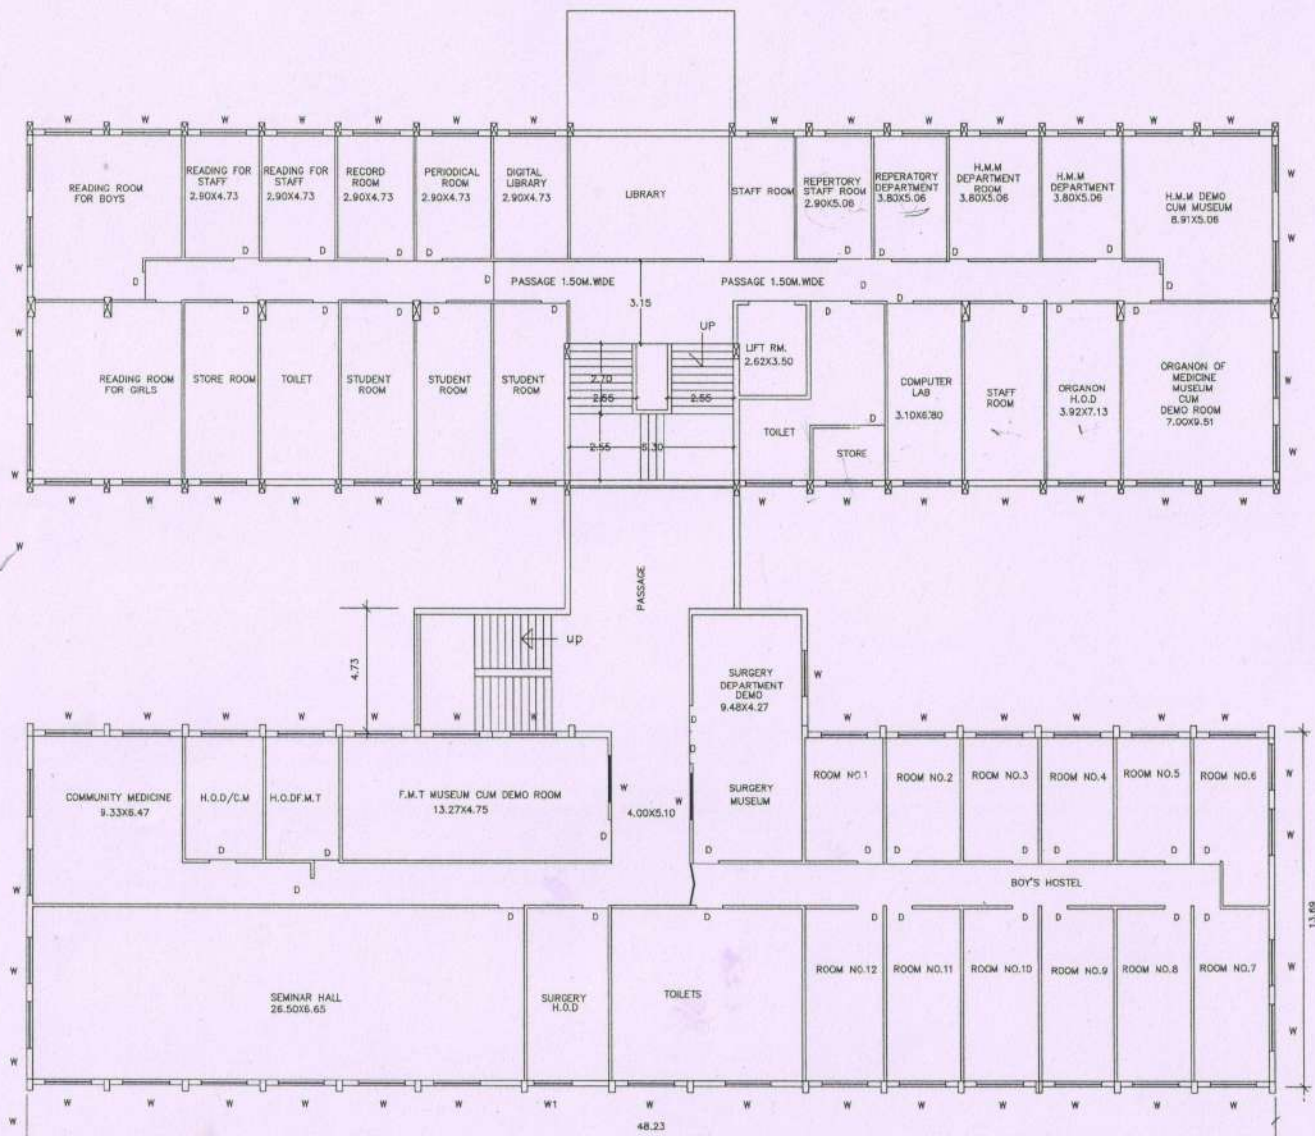 W W W W W W W W W W W W W W
READING ROOM
FOR BOYS
READING FOR
STAFF
2.90X4.73
READING FOR
STAFF
2.90X4.73
RECORD
ROOM
2.90X4.73
PERIODICAL
ROOM
2.90X4.73
DIGITAL
LIBRARY
2.90X4.73
LIBRARY
STAFF ROOM
REPERTORY
STAFF ROOM
2.90X5.06
REPERATORY
DEPARTMENT
3.80X5.06
H.M.M
DEPARTMENT
ROOM
3.80X5.06
H.M.M
DEPARTMENT
3.80X5.06
H.M.M DEMO
CUM MUSEUM
8.91X5.06
W
W
D D D D D D D D
W D PASSAGE 1.50M.WIDE PASSAGE 1.50M.WIDE D D D
3.15
D D D D D D D D D
W
UP
READING ROOM
FOR GIRLS
STORE ROOM
TOILET
STUDENT
ROOM
STUDENT
ROOM
STUDENT
ROOM
2.70
2.65 2.55
2.55 5.30
LIFT RM.
2.62X3.50
TOILET
D
STORE
COMPUTER
LAB
3.10X6.80
STAFF
ROOM
ORGANON
H.O.D
3.92X7.13
ORGANON OF
MEDICINE
MUSEUM
CUM
DEMO ROOM
7.00X9.51
W
W
W
W W W W W W W W W W W W W
W
PASSAGE
up
4.73
SURGERY
DEPARTMENT
DEMO
9.48X4.27
W
D
D
SURGERY
MUSEUM
W W W W W W W W W W W W W
COMMUNITY MEDICINE
9.33X6.47
H.O.D/C.M
H.O.DF.M.T
F.M.T MUSEUM CUM DEMO ROOM
13.27X4.75
W
W
4.00X5.10
ROOM NO.1
ROOM NO.2
ROOM NO.3
ROOM NO.4
ROOM NO.5
ROOM NO.6
W
W
D D D D D D D D D D
W D
BOY'S HOSTEL
13.69
D D D D D D D D D D
W
SEMINAR HALL
26.50X6.65
SURGERY
H.O.D
TOILETS
ROOM NO.12
ROOM NO.11
ROOM NO.10
ROOM NO.9
ROOM NO.8
ROOM NO.7
W
W
W
W W W W W W W W1 W W W W W W W W
W
48.23